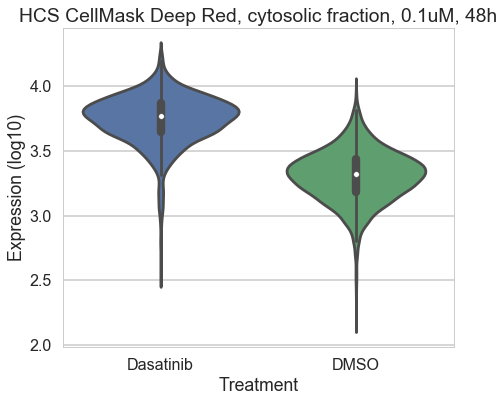 HCS CellMask Deep Red, cytosolic fraction, 0.1uM, 48h
Expression (log10)
4.0
3.5
3.0
2.5
2.0
Dasatinib DMSO
Treatment